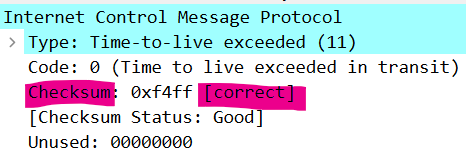 Internet Control Message Protocol
Type: Time-to-live exceeded (11)
Code: 0 (Time to live exceeded in transit)
Checksum: 0xf4ff [correct]
[Checksum Status: Good]
Unused: 00000000